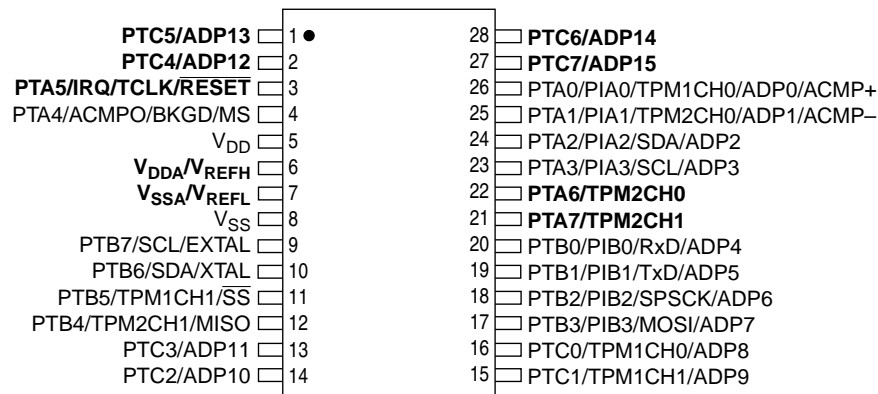 PTC5/ADP13 1 28 PTC6/ADP14
PTC4/ADP12 2 27 PTC7/ADP15
PTA5/IRQ/TCLK/RESET 3 26 PTA0/PIA0/TPM1CH0/ADP0/ACMP+
PTA4/ACMPO/BKGD/MS 4 25 PTA1/PIA1/TPM2CH0/ADP1/ACMP–
VDD 5 24 PTA2/PIA2/SDA/ADP2
VDDA/VREFH 6 23 PTA3/PIA3/SCL/ADP3
VSSA/VREFL 7 22 PTA6/TPM2CH0
VSS 8 21 PTA7/TPM2CH1
PTB7/SCL/EXTAL 9 20 PTB0/PIB0/RxD/ADP4
PTB6/SDA/XTAL 10 19 PTB1/PIB1/TxD/ADP5
PTB5/TPM1CH1/SS 11 18 PTB2/PIB2/SPSCK/ADP6
PTB4/TPM2CH1/MISO 12 17 PTB3/PIB3/MOSI/ADP7
PTC3/ADP11 13 16 PTC0/TPM1CH0/ADP8
PTC2/ADP10 14 15 PTC1/TPM1CH1/ADP9